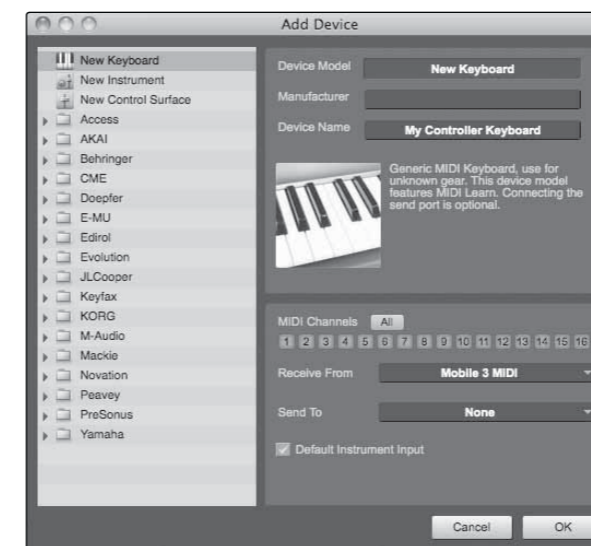 Add Device
New Keyboard
New Instrument
New Control Surface
Access
AKAI
Behringer
CME
Doepfer
E-MU
Edirol
Evolution
JLCooper
Keyfax
KORG
M-Audio
Mackie
Novation
Peavey
PreSonus
Yamaha
Device Model New Keyboard
Manufacturer
Device Name My Controller Keyboard
Generic MIDI Keyboard, use for
unknown gear. This device model
features MIDI Learn. Connecting the
send port is optional.
MIDI Channels All
1 2 3 4 5 6 7 8 9 10 11 12 13 14 15 16
Receive From Mobile 3 MIDI
Send To None
Default Instrument Input
Cancel OK